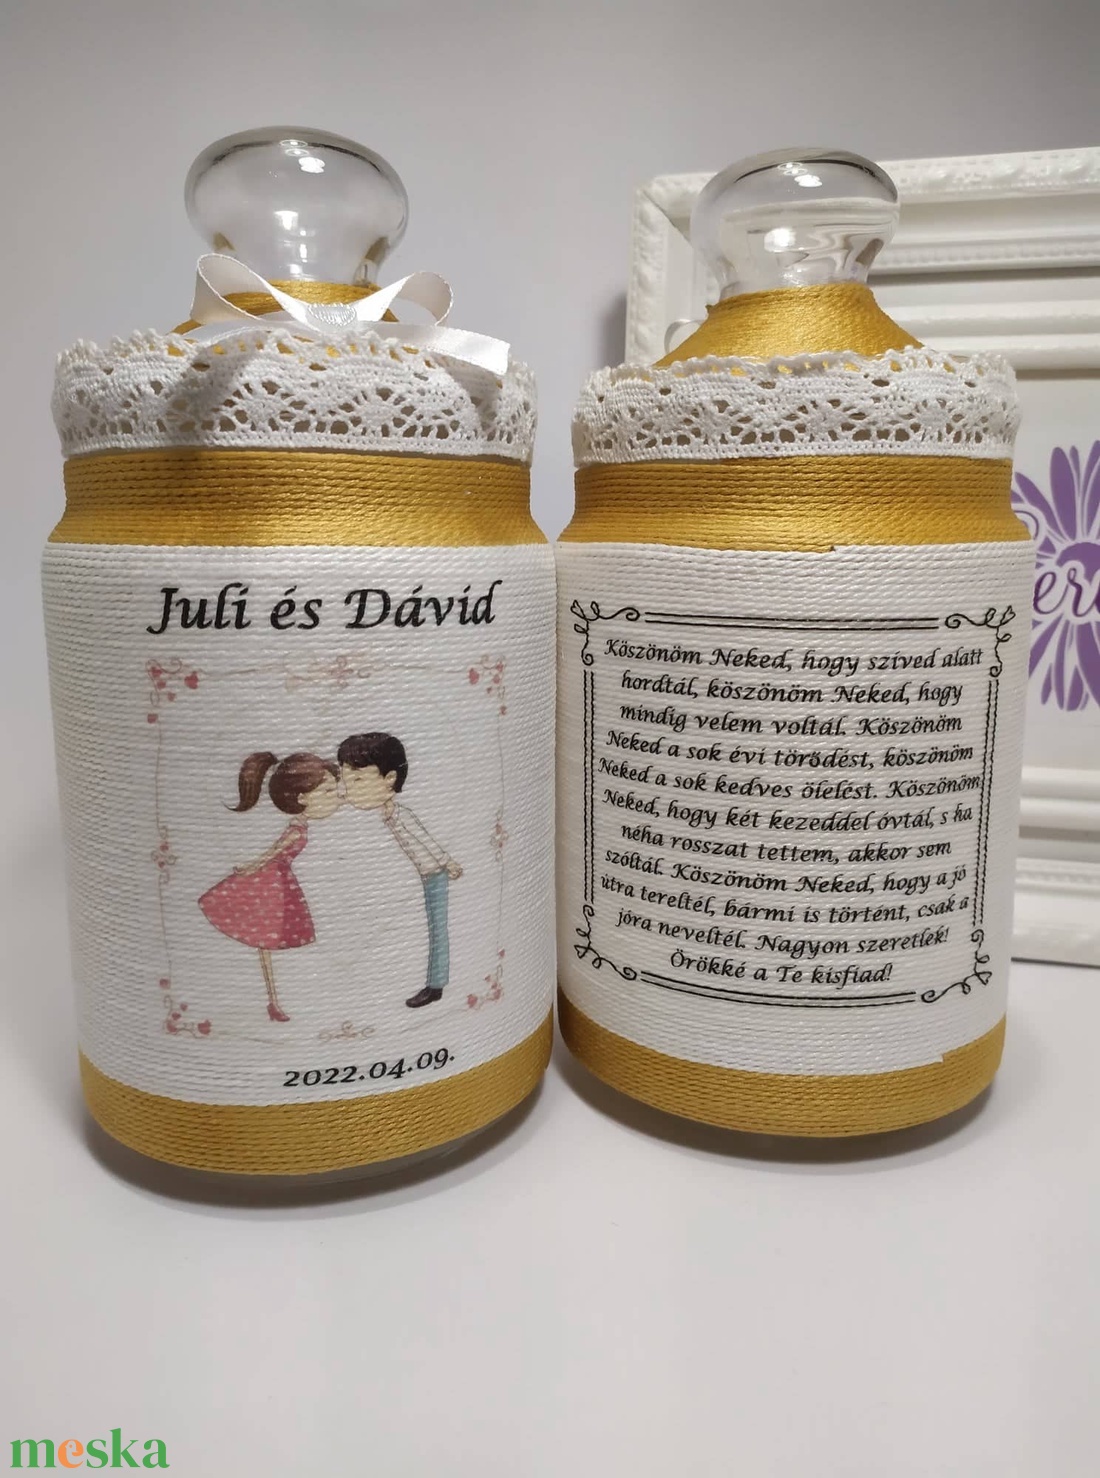 Juli és Dávid
2022.04.09.
Köszönöm Neked, hogy szíved alatt
hordtál, köszönöm Neked, hogy
mindig velem voltál. Köszönöm
Neked a sok évi törődést, köszönöm
Neked a sok kedves ölelést. Köszönöm
Neked, hogy két kezeddel óvtál, s ha
néha rosszat tettem, akkor sem
szóltál. Köszönöm Neked, hogy a jó
útra tereltél, bármi is történt, csak a
jóra neveltél. Nagyon szeretlek!
Örökké a Te kisfiad!
meska